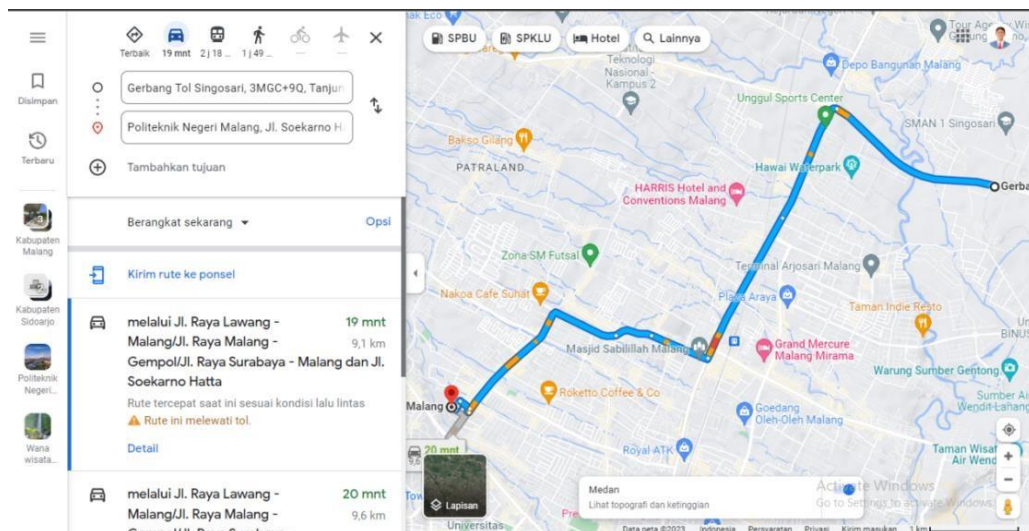 Terbaik
19 mnt
2 j 18 ...
1 j 49 ...
Disimpan
Terbaru
Kabupaten
Malang
Kabupaten
Sidoarjo
Politeknik
Negeri...
Wana
wisata...
Gerbang Tol Singosari, 3MGC+9Q, Tanjun
Politeknik Negeri Malang, Jl. Soekarno H
Tambahkan tujuan
Berangkat sekarang
Opsi
Kirim rute ke ponsel
melalui Jl. Raya Lawang - 19 mnt
Malang/Jl. Raya Malang - 9,1 km
Gempol/Jl. Raya Surabaya - Malang dan Jl.
Soekarno Hatta
Rute tercepat saat ini sesuai kondisi lalu lintas
Rute ini melewati tol.
Detail
melalui Jl. Raya Lawang - 20 mnt
Malang/Jl. Raya Malang - 9,6 km
SPBU
SPKLU
Hotel
Lainnya
Teknologi
Nasional -
Kampus 2
Depo Bangunan Malang
Unggul Sports Center
SMAN 1 Singosari
Bakso Gilang
PATRALAND
Hawai Waterpark
HARRIS Hotel and
Conventions Malang
Gerba
Zona SM Futsal
Terminal Arjosari Malang
Nakoa Cafe Suhat
Plaza Araya
Taman Indie Resto
BINUS
Masjid Sabilillah Malang
Grand Mercure
Malang Mirama
Warung Sumber Gentong
Roketto Coffee & Co
Sumber Air
Wendit-Lahang
Malang
Goedang
Oleh-Oleh Malang
Royal ATK
Taman Wisat
Air Wend
20 mnt
Lapisan
Medan
Lihat topografi dan ketinggian
Activate Windows
Go to Settings to activate Windows.
Universitas
Data peta ©2023
Indonesia
Persyaratan
Privasi
Kirim masukan
1 km